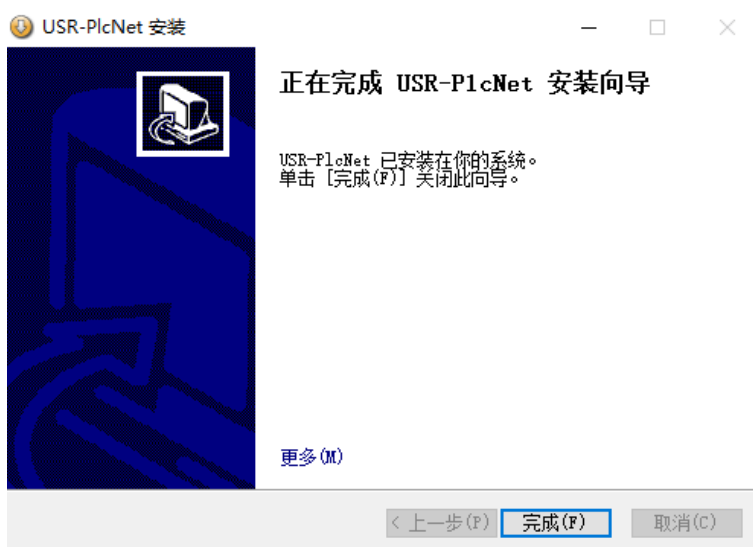 USR-PlcNet 安装
正在完成 USR-PlcNet 安装向导
USR-PlcNet 已安装在你的系统。
单击 [完成(F)] 关闭此向导。
更多(M)
< 上一步(P)
完成(F)
取消(C)